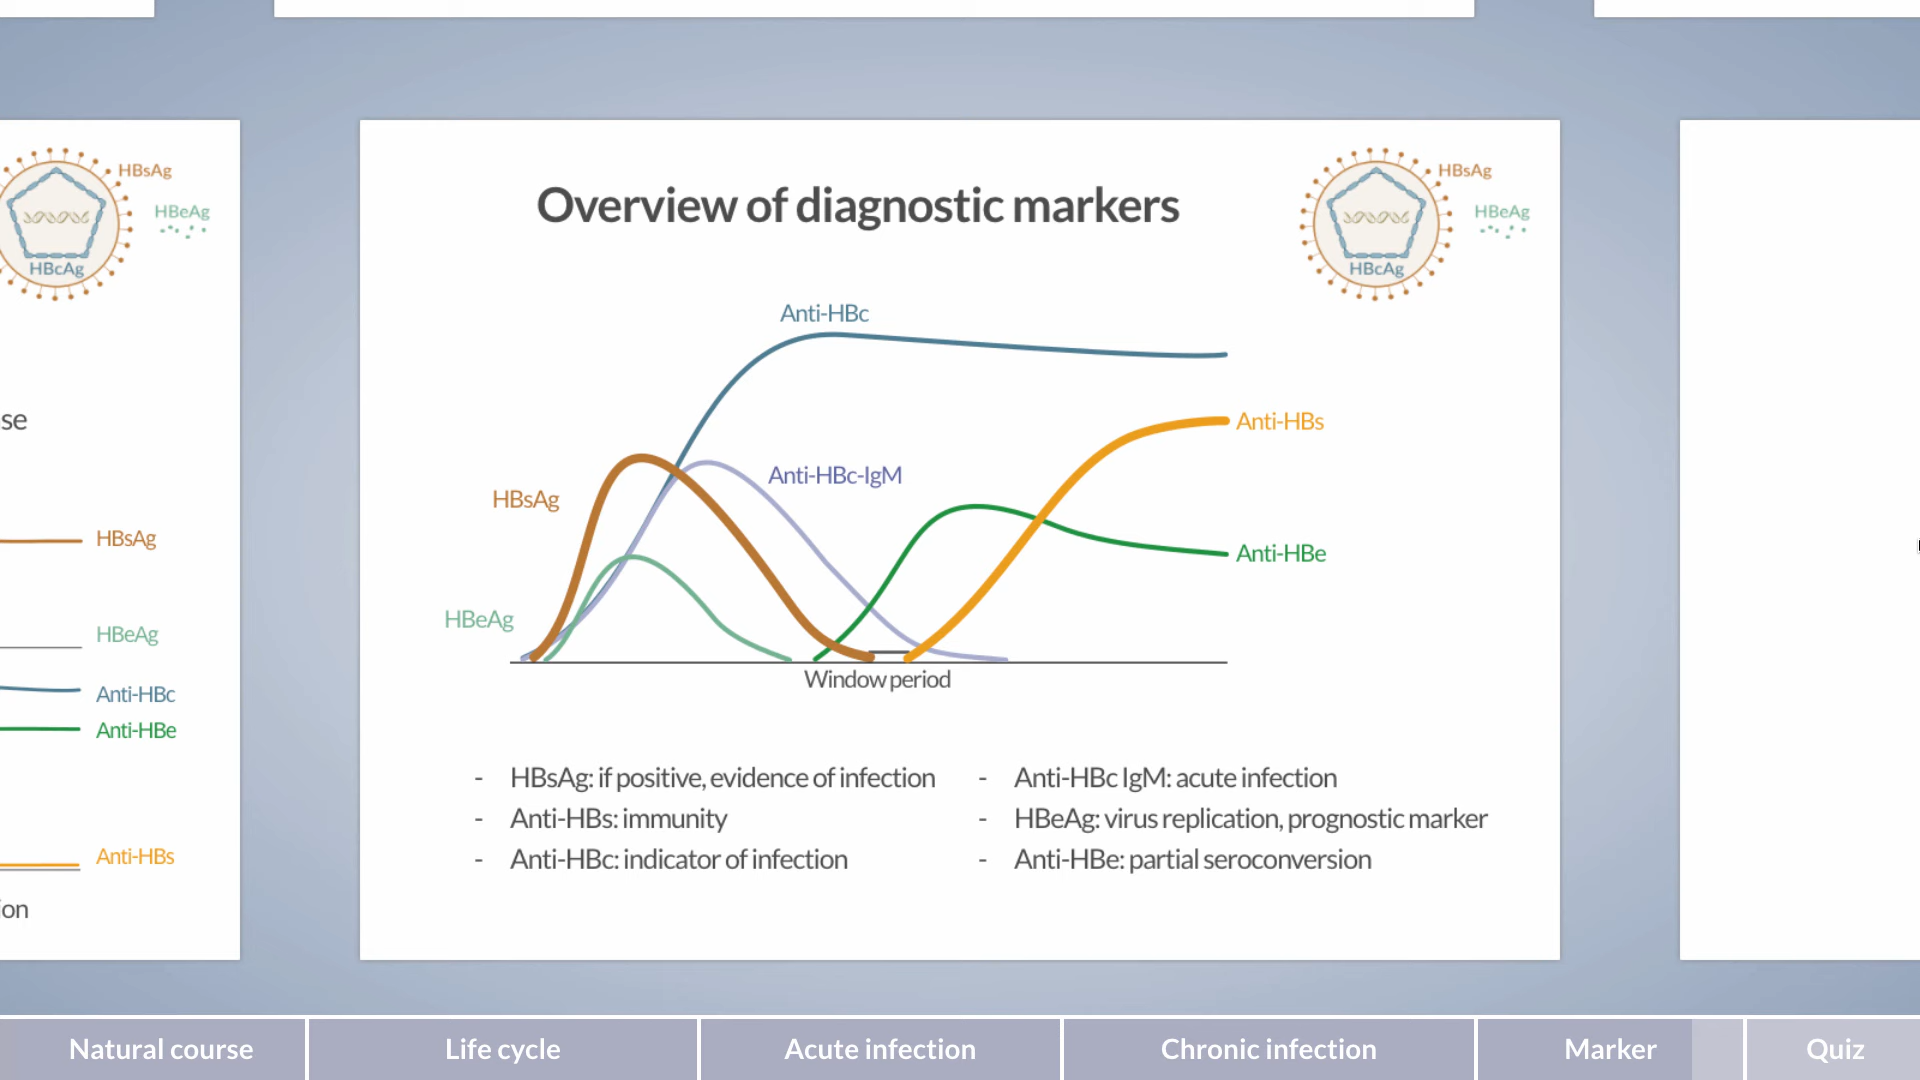 HBsAg
HBeAg
HBcAg
se
HBsAg
HBeAg
Anti-HBc
Anti-HBe
Anti-HBs
ion
Overview of diagnostic markers
HBsAg
HBeAg
HBcAg
Anti-HBc
Anti-HBs
Anti-HBc-IgM
HBsAg
Anti-HBe
HBeAg
Window period
- HBsAg: if positive, evidence of infection
- Anti-HBs: immunity
- Anti-HBc: indicator of infection
- Anti-HBc IgM: acute infection
- HBeAg: virus replication, prognostic marker
- Anti-HBe: partial seroconversion
Natural course
Life cycle
Acute infection
Chronic infection
Marker
Quiz